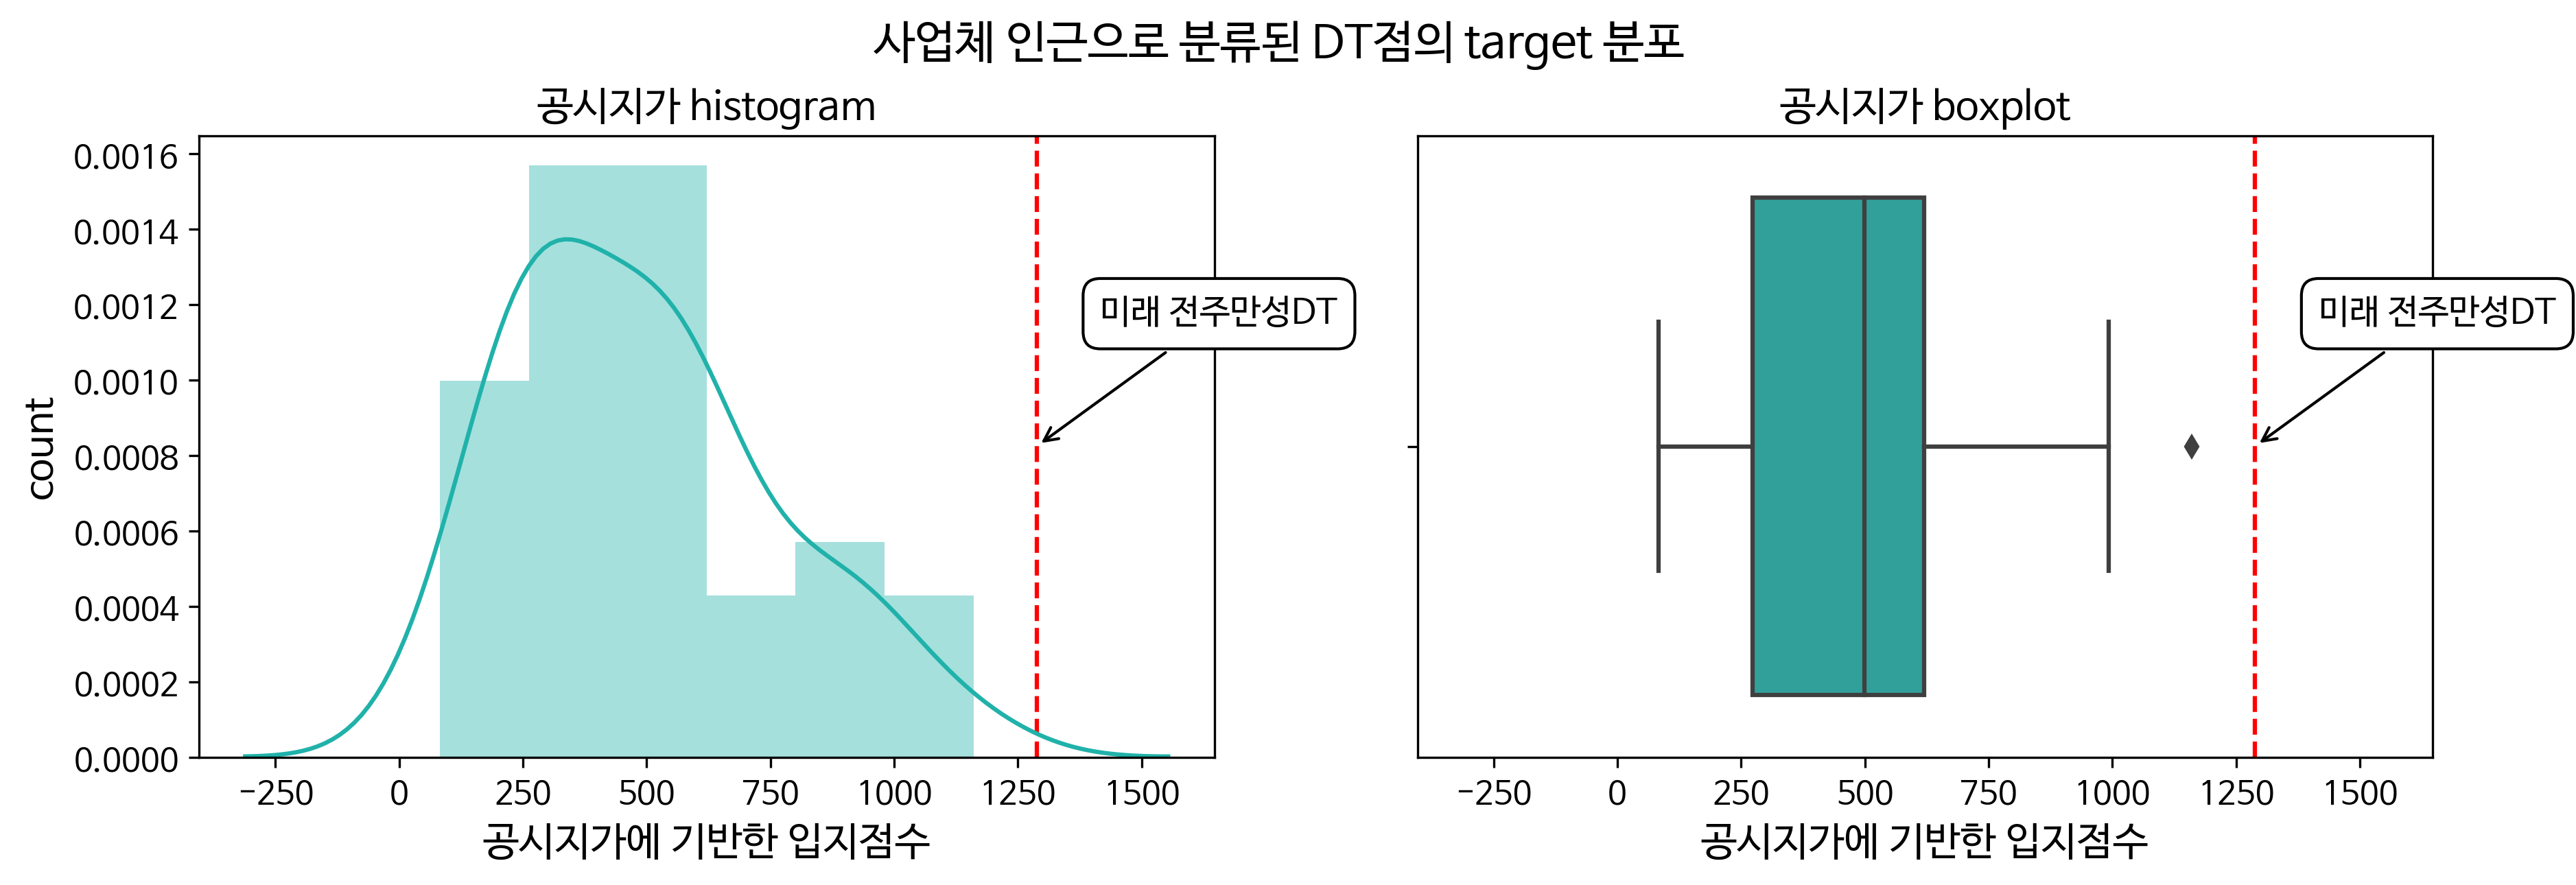 사업체 인근으로 분류된 DT점의 target 분포
공시지가 histogram
0.0016
0.0014
0.0012
0.0010
0.0008
0.0006
0.0004
0.0002
0.0000
count
미래 전주만성DT
−250 0 250 500 750 1000 1250 1500
공시지가에 기반한 입지점수
공시지가 boxplot
미래 전주만성DT
−250 0 250 500 750 1000 1250 1500
공시지가에 기반한 입지점수